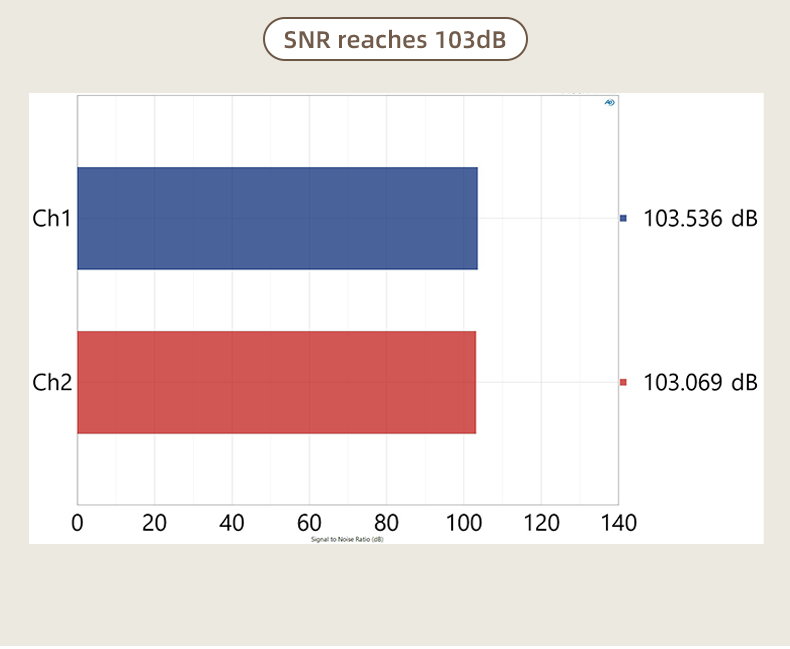 SNR reaches 103dB
Ch1
103.536 dB
Ch2
103.069 dB
0 20 40 60 80 100 120 140
Signal to Noise Ratio (dB)